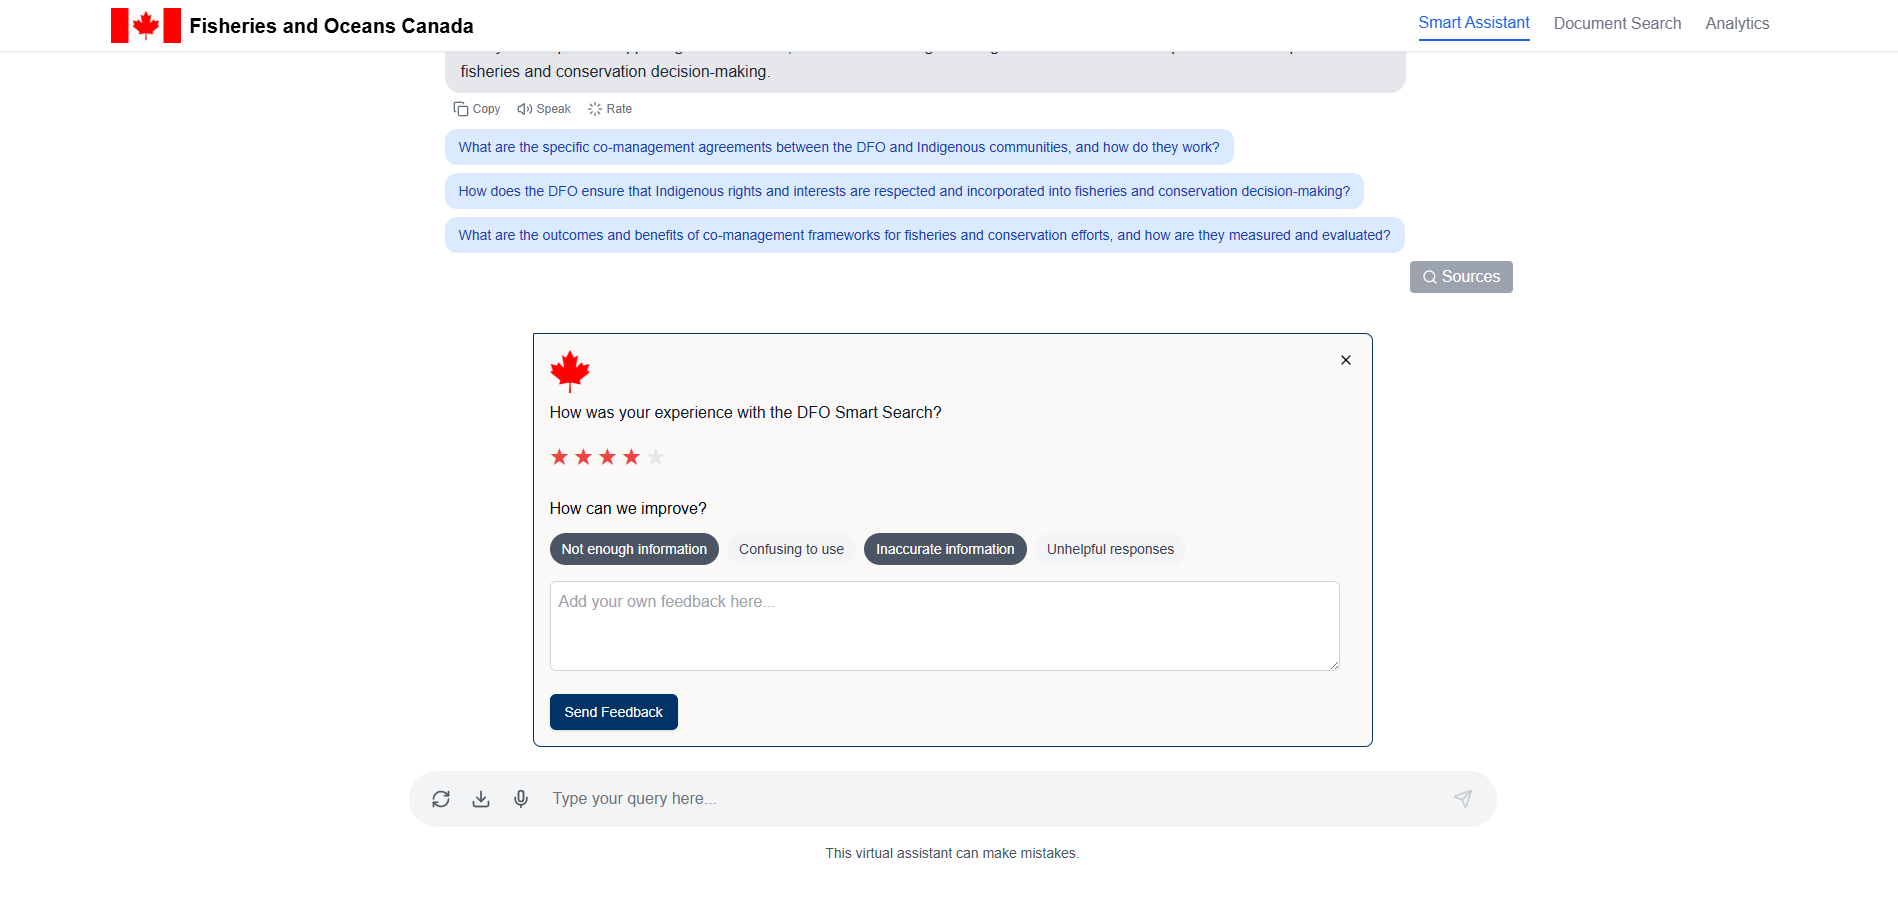 Fisheries and Oceans Canada
Smart Assistant
Document Search
Analytics
fisheries and conservation decision-making.
Copy
Speak
Rate
What are the specific co-management agreements between the DFO and Indigenous communities, and how do they work?
How does the DFO ensure that Indigenous rights and interests are respected and incorporated into fisheries and conservation decision-making?
What are the outcomes and benefits of co-management frameworks for fisheries and conservation efforts, and how are they measured and evaluated?
Sources
How was your experience with the DFO Smart Search?
How can we improve?
Not enough information
Confusing to use
Inaccurate information
Unhelpful responses
Add your own feedback here...
Send Feedback
Type your query here...
This virtual assistant can make mistakes.